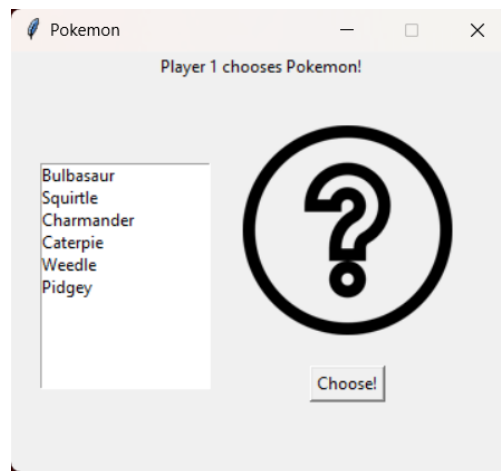 Pokemon
Player 1 chooses Pokemon!
Bulbasaur
Squirtle
Charmander
Caterpie
Weedle
Pidgey
?
Choose!